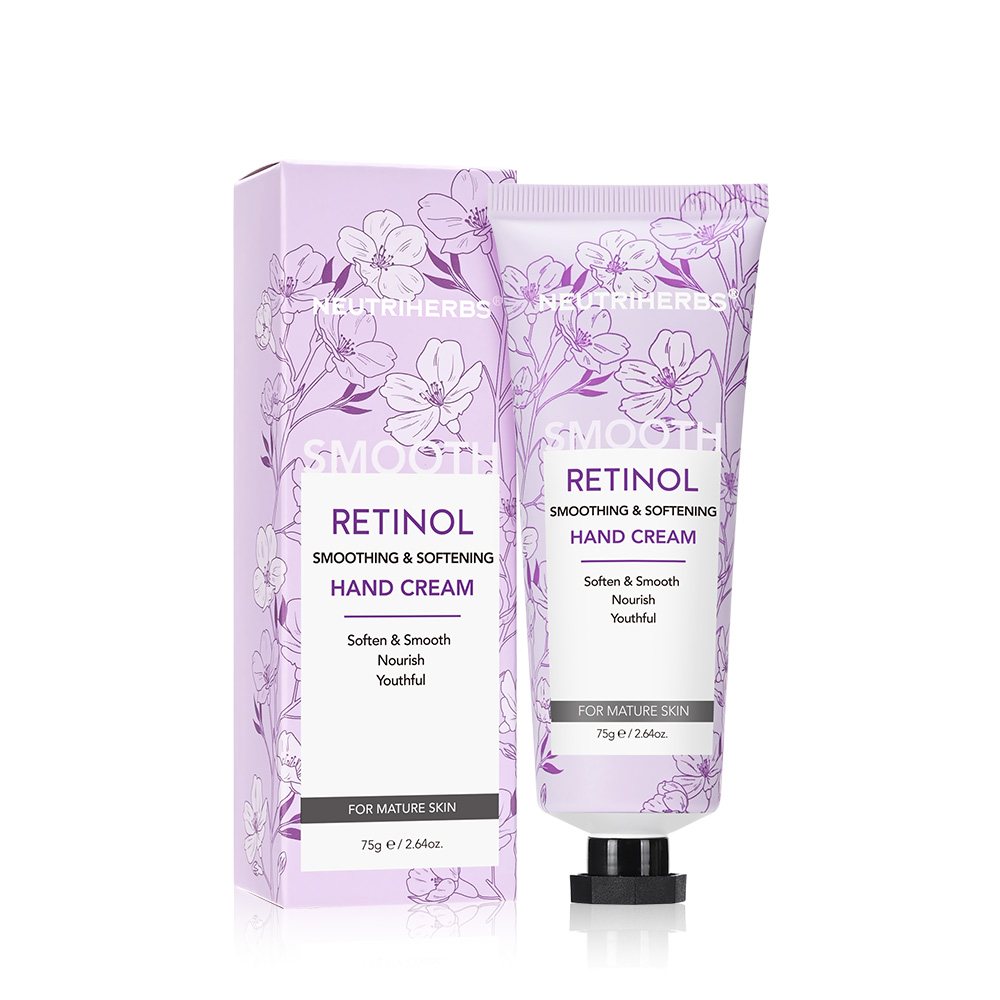 NEUTRIHERBS®
SMOOTH
RETINOL
SMOOTHING & SOFTENING
HAND CREAM
Soften & Smooth
Nourish
Youthful
FOR MATURE SKIN
75g ℮ / 2.64oz.
NEUTRIHERBS®
SMOOTH
RETINOL
SMOOTHING & SOFTENING
HAND CREAM
Soften & Smooth
Nourish
Youthful
FOR MATURE SKIN
75g ℮ / 2.64oz.